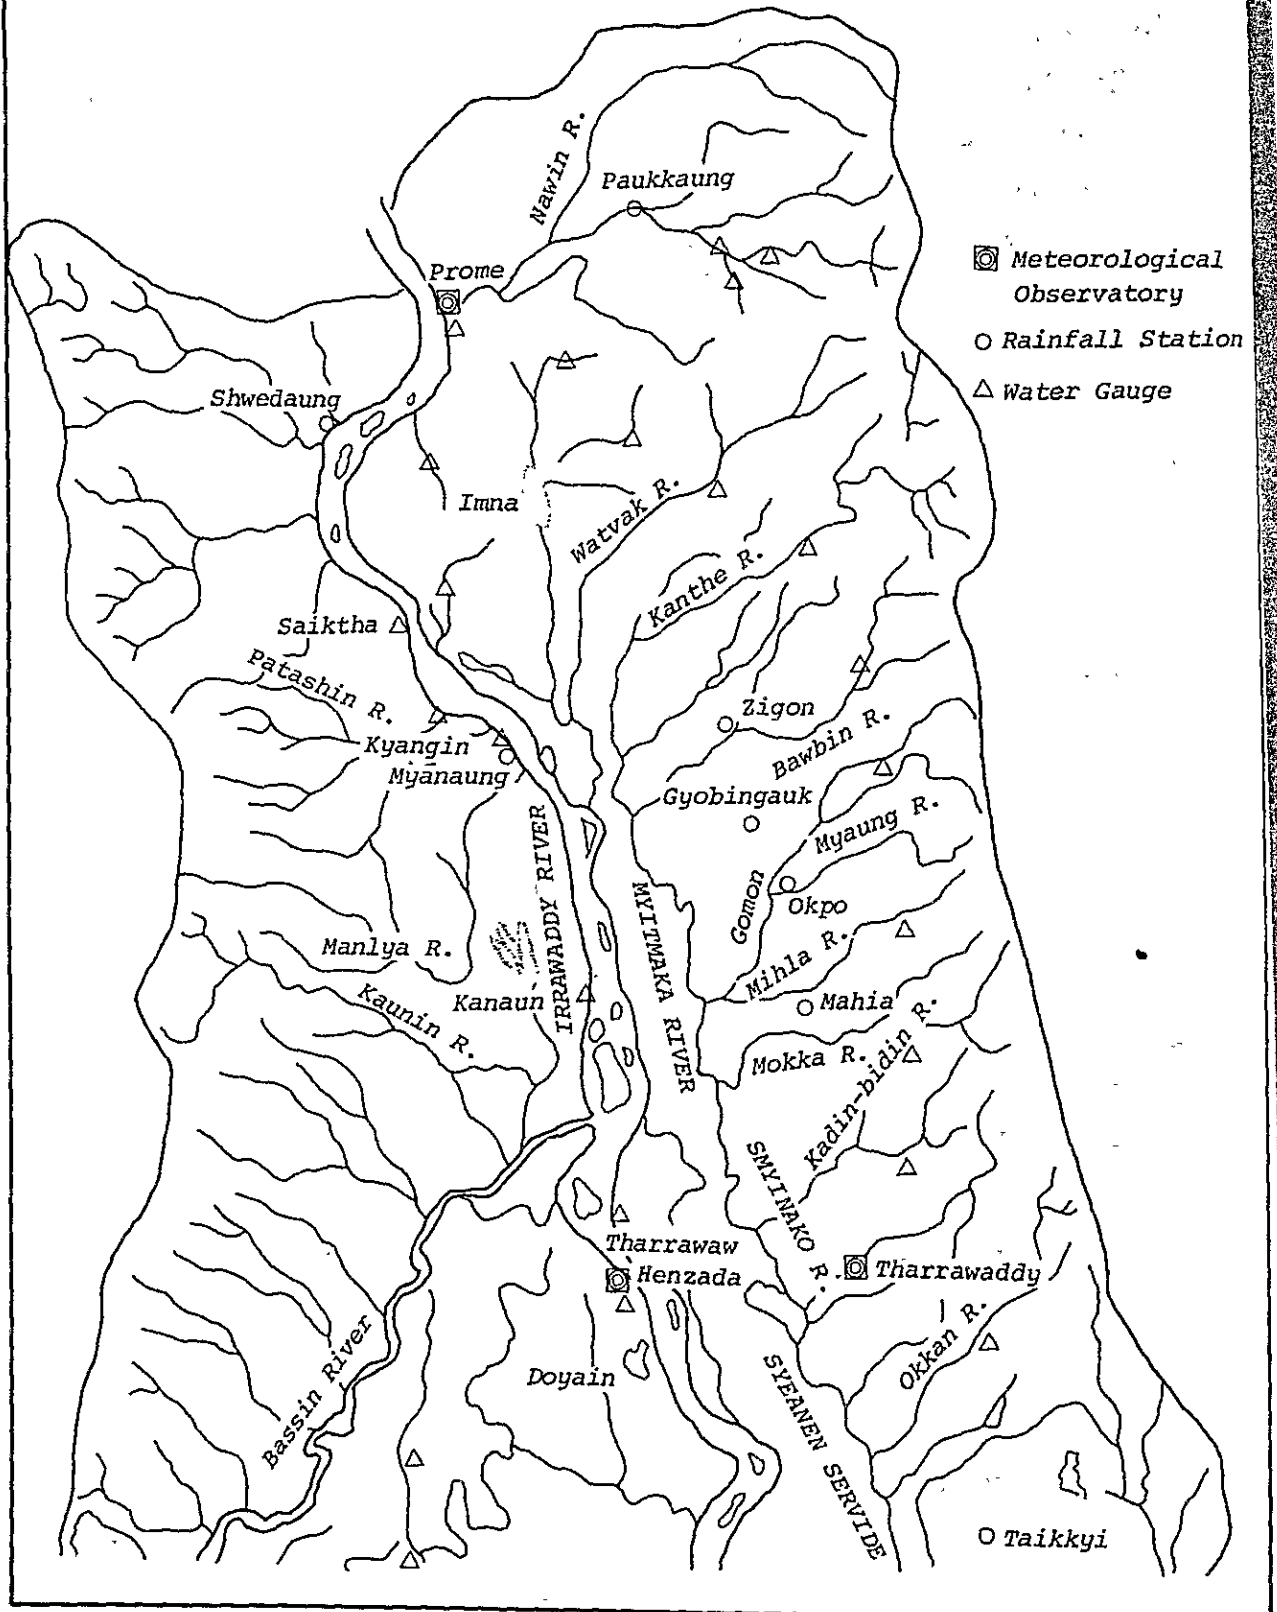 Nawin R.
Paukkaung
Prome
Meteorological
Observatory
Rainfall Station
Water Gauge
Shwedaung
Imna
Watvak R.
Kanthe R.
Saiktha
Patashin R.
Kyangin
Myanaung
Zigon
Bawbin R.
Gyobingauk
Myaung R.
IRRAWADDY RIVER
MYITMAKA RIVER
Gomon
Okpo
Manlya R.
Mihla R.
Kanaun
Mahia
Kaunin R.
Mokka R.
Kadin-bidin R.
SMYINAKO R.
Tharrawaw
Henzada
Tharrawaddy
Okkan R.
Doyain
Bassin River
SYEANEN SERVIDE
Taikkyi